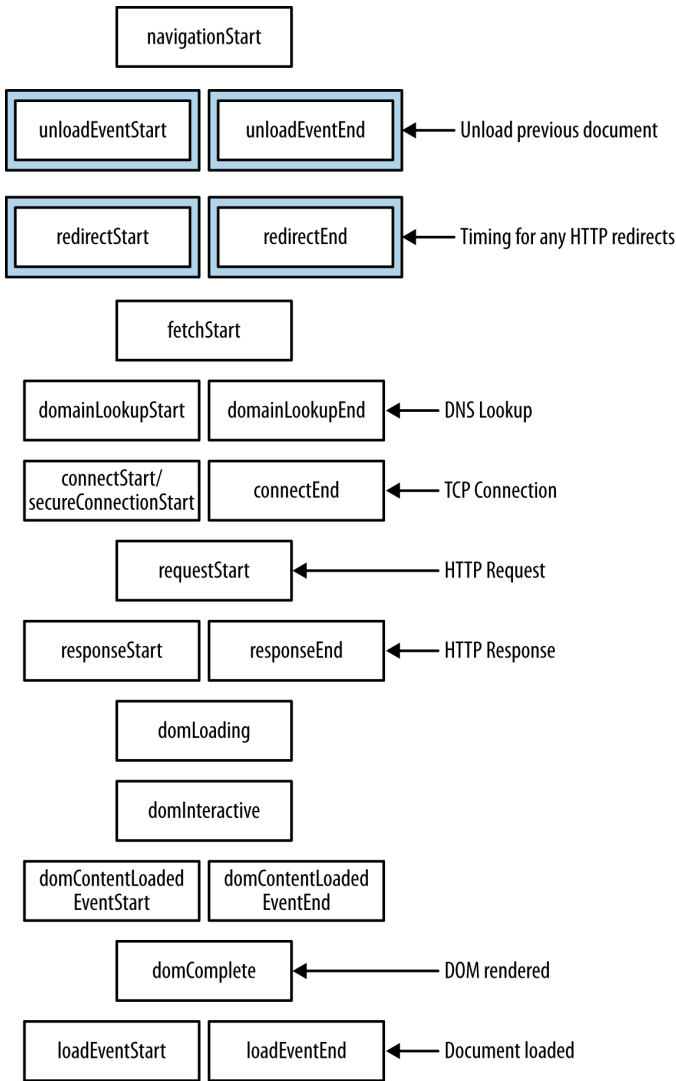 navigationStart
unloadEventStart
unloadEventEnd
Unload previous document
redirectStart
redirectEnd
Timing for any HTTP redirects
fetchStart
domainLookupStart
domainLookupEnd
DNS Lookup
connectStart/
secureConnectionStart
connectEnd
TCP Connection
requestStart
HTTP Request
responseStart
responseEnd
HTTP Response
domLoading
domInteractive
domContentLoaded
EventStart
domContentLoaded
EventEnd
domComplete
DOM rendered
loadEventStart
loadEventEnd
Document loaded